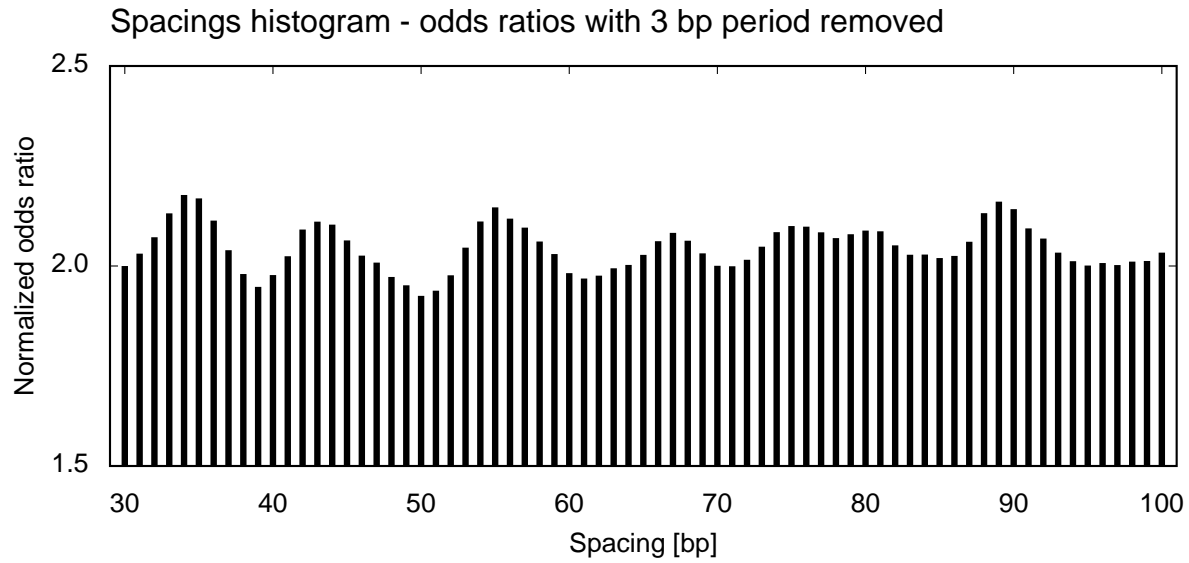 Spacings histogram - odds ratios with 3 bp period removed
2.5
2.0
1.5
Normalized odds ratio
30 40 50 60 70 80 90 100
Spacing [bp]